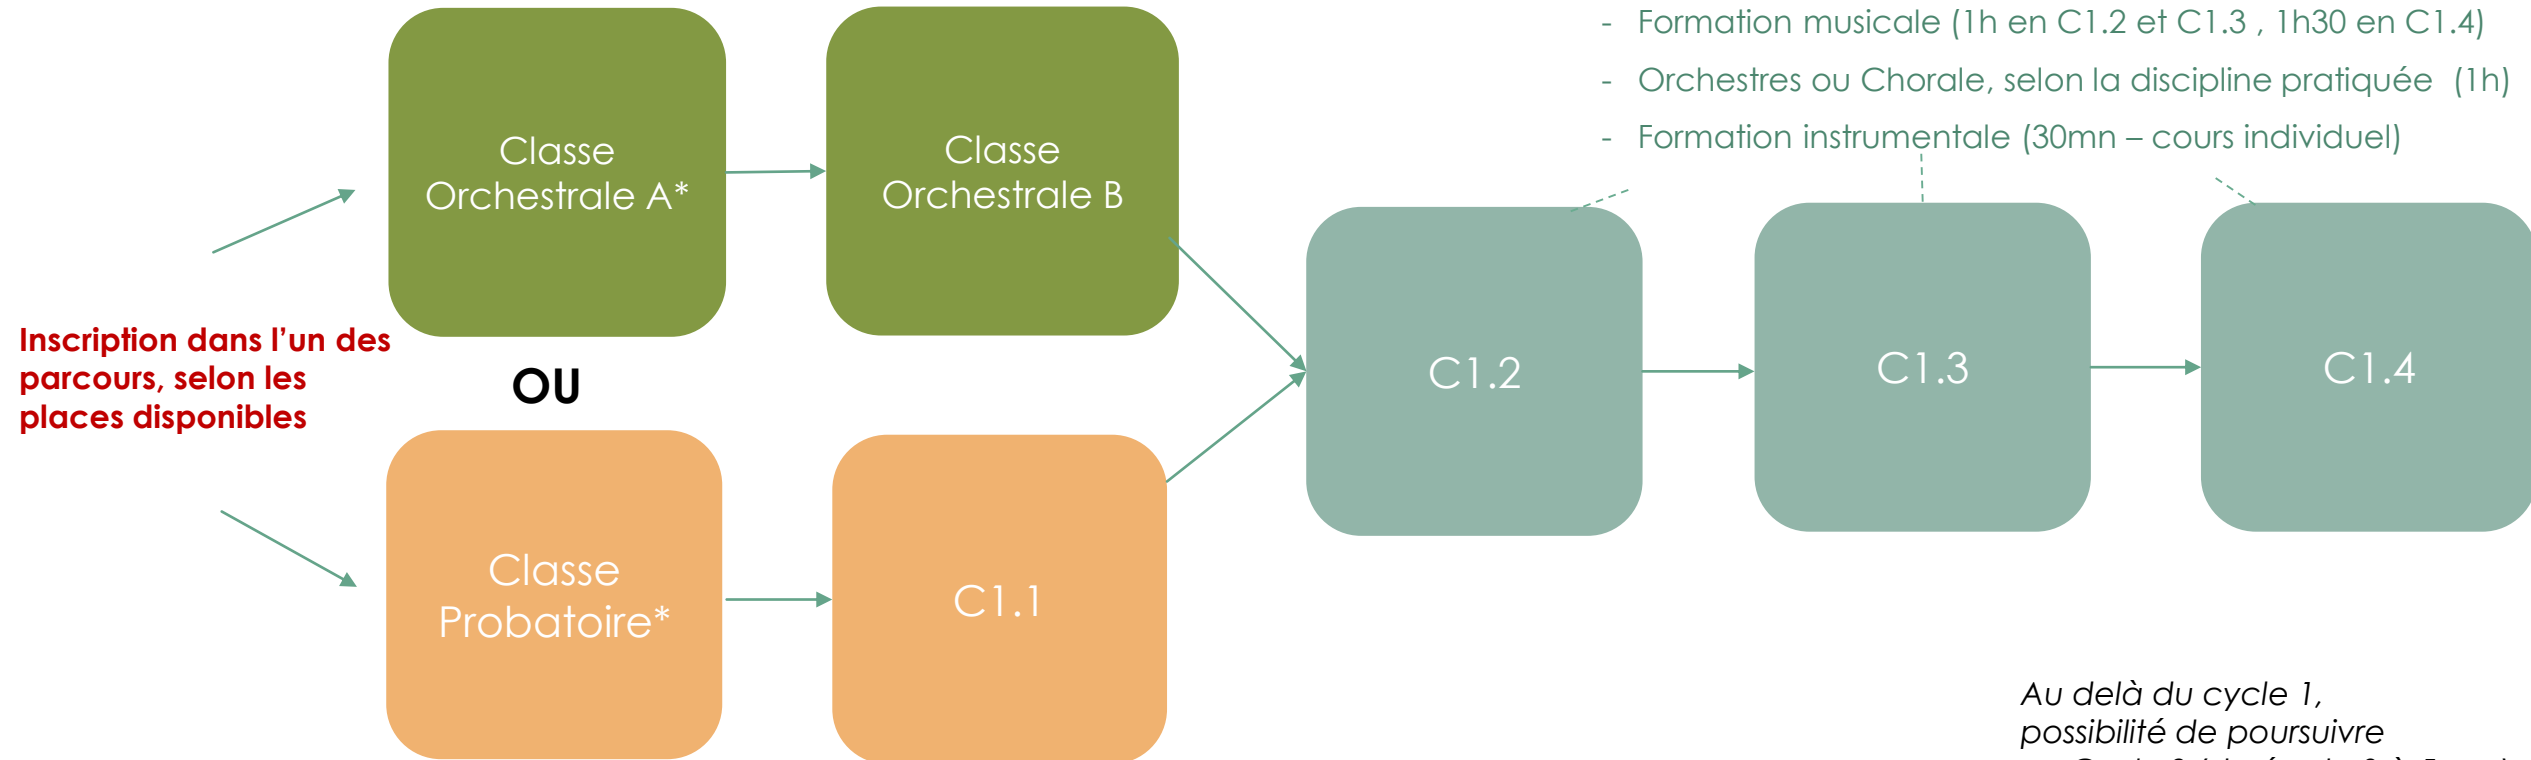 - Formation musicale (1h en C1.2 et C1.3 , 1h30 en C1.4)
- Orchestres ou Chorale, selon la discipline pratiquée (1h)
- Formation instrumentale (30mn – cours individuel)
Classe
Orchestrale A*
Classe
Orchestrale B
Inscription dans l’un des
parcours, selon les
places disponibles
OU
C1.2
C1.3
C1.4
Classe
Probatoire*
C1.1
Au delà du cycle 1,
possibilité de poursuivre